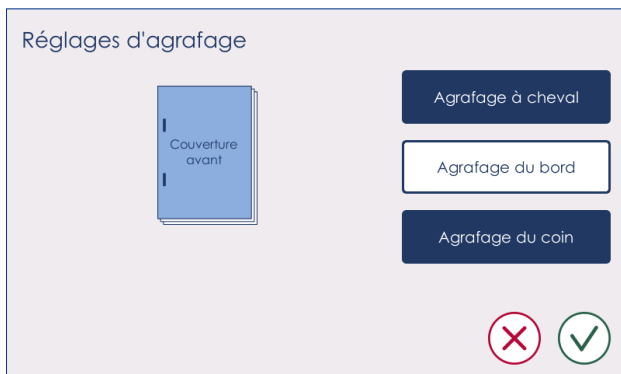 Réglages d'agrafage
Couverture
avant
Agrafage à cheval
Agrafage du bord
Agrafage du coin